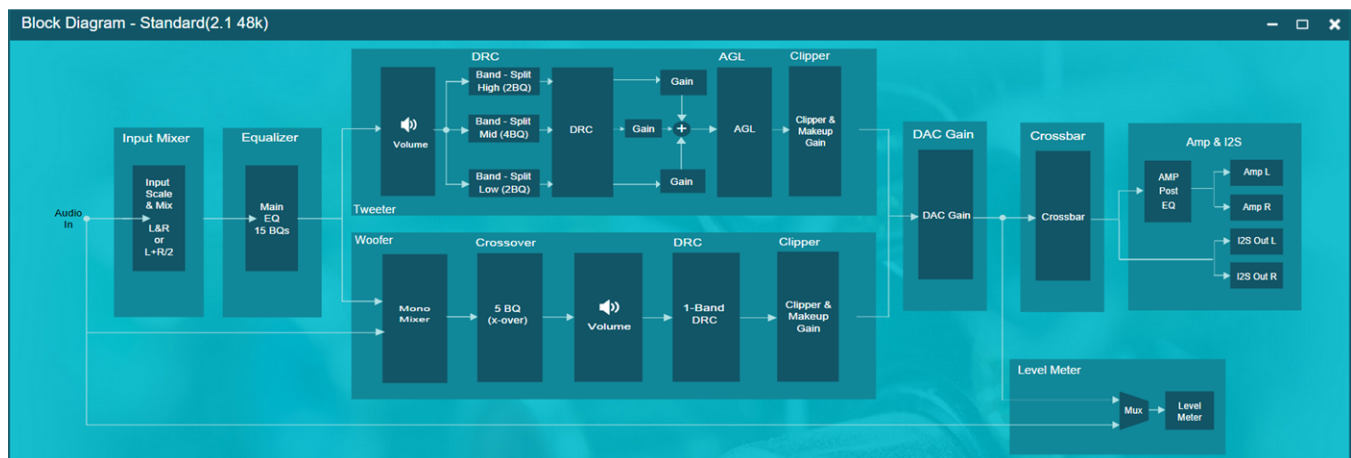 Block Diagram - Standard(2.1 48k)
Audio
In
Input Mixer
Input
Scale
& Mix
L&R
or
L+R/2
Equalizer
Main
EQ
15 BQs
Tweeter
Volume
DRC
Band - Split
High (2BQ)
Band - Split
Mid (4BQ)
Band - Split
Low (2BQ)
DRC
Gain
Gain
Gain
AGL
AGL
Clipper
Clipper &
Makeup
Gain
Woofer
Mono
Mixer
Crossover
5 BQ
(x-over)
Volume
DRC
1-Band
DRC
Clipper
Clipper &
Makeup
Gain
DAC Gain
DAC Gain
Crossbar
Crossbar
Amp & I2S
AMP
Post
EQ
Amp L
Amp R
I2S Out L
I2S Out R
Level Meter
Mux
Level
Meter